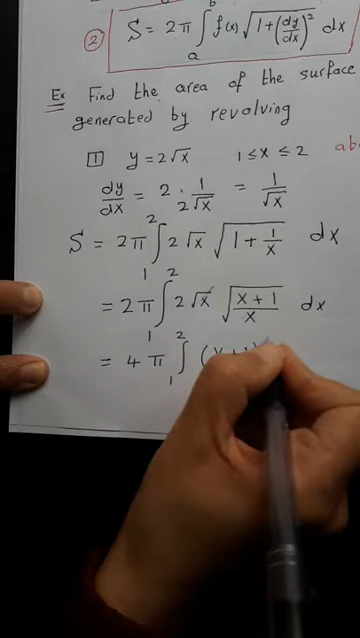 b
② S = 2π ∫ f(x) √(1+(dy/dx)²) dx
a
Ex Find the area of the surface
generated by revolving
1 y = 2√x 1 ≤ x ≤ 2
dy/dx = 2 · 1/(2√x) = 1/√x
S = 2π ∫₁² 2√x √(1 + 1/x) dx
= 2π ∫₁² 2√x √((x+1)/x) dx
= 4π ∫₁² (x